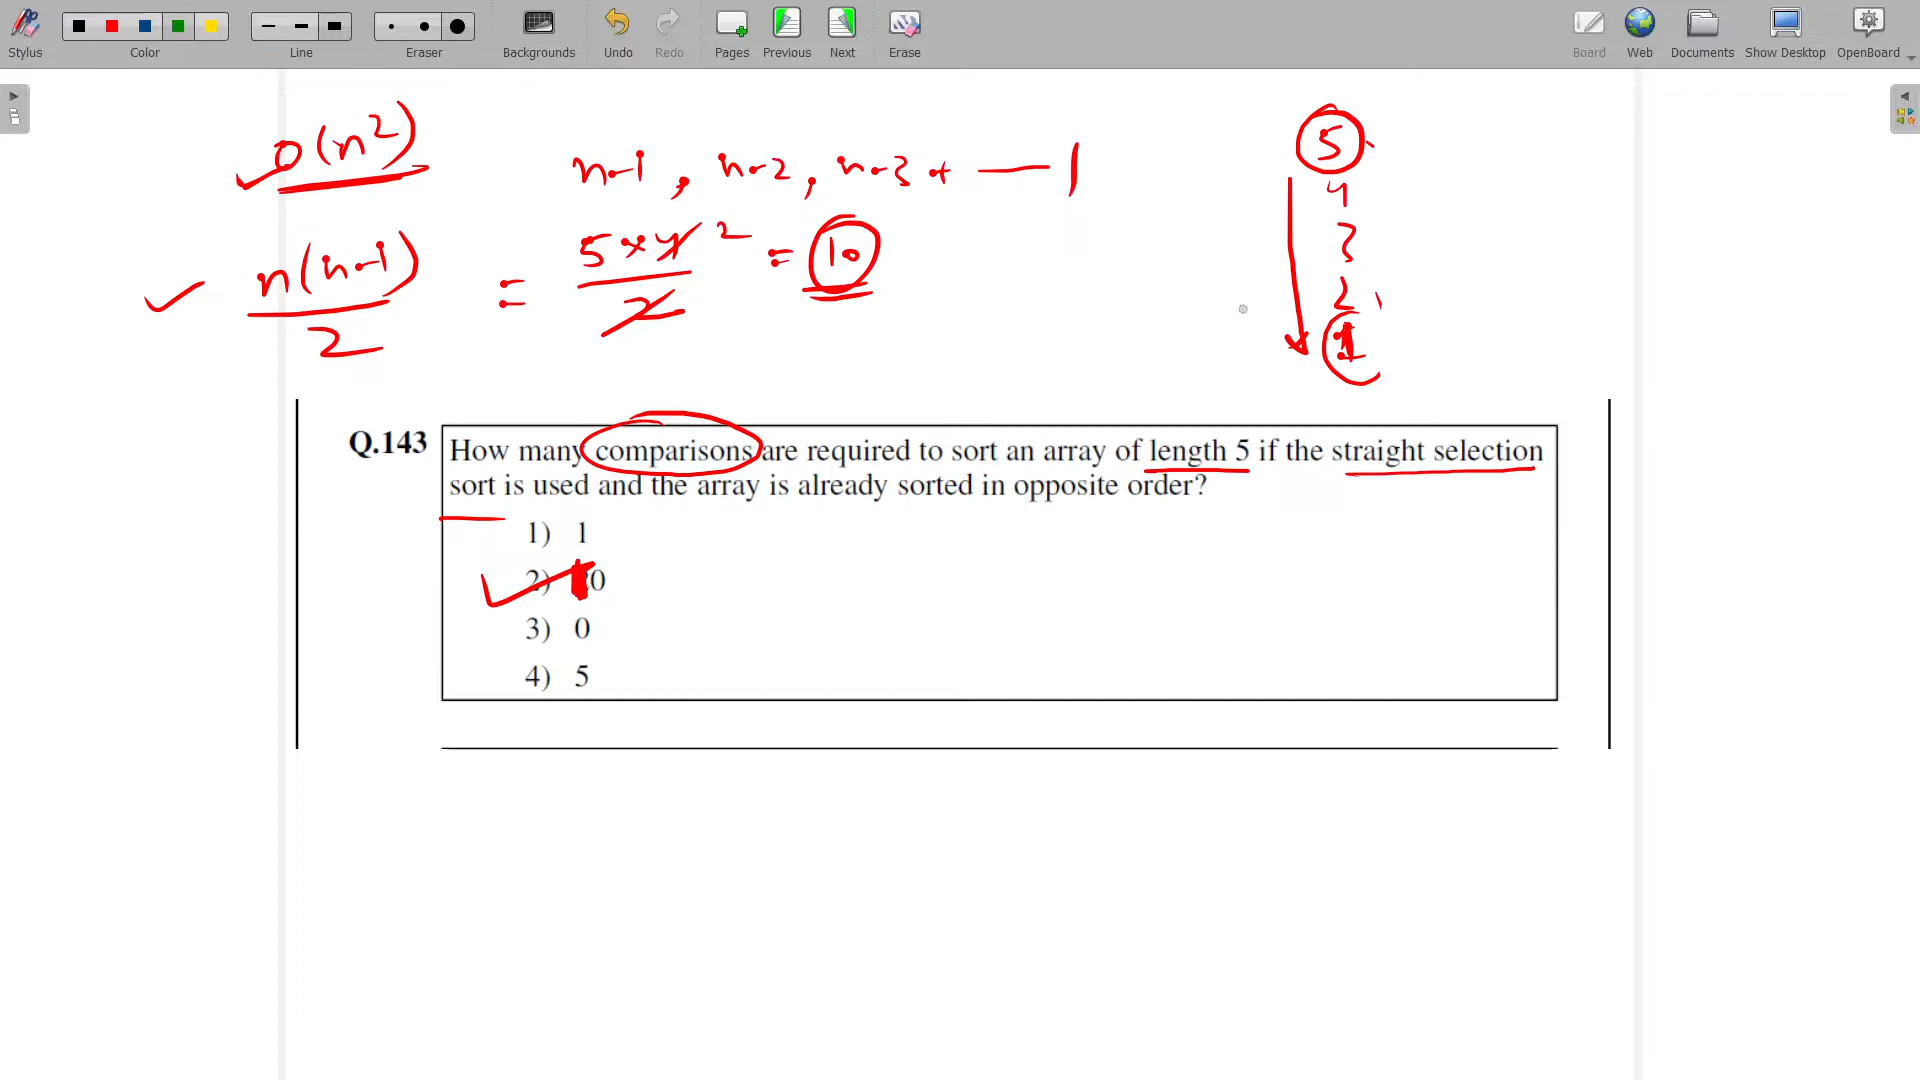 Stylus
Color
Line
Eraser
Backgrounds
Undo
Redo
Pages
Previous
Next
Erase
Board
Web
Documents
Show Desktop
OpenBoard
O(n²)
n-1, n-2, n-3 + — 1
n(n-1)/2 = 5×4/2 2 = 10
5
4
3
2
1
Q.143 How many comparisons are required to sort an array of length 5 if the straight selection
sort is used and the array is already sorted in opposite order?
1) 1
2) 10
3) 0
4) 5